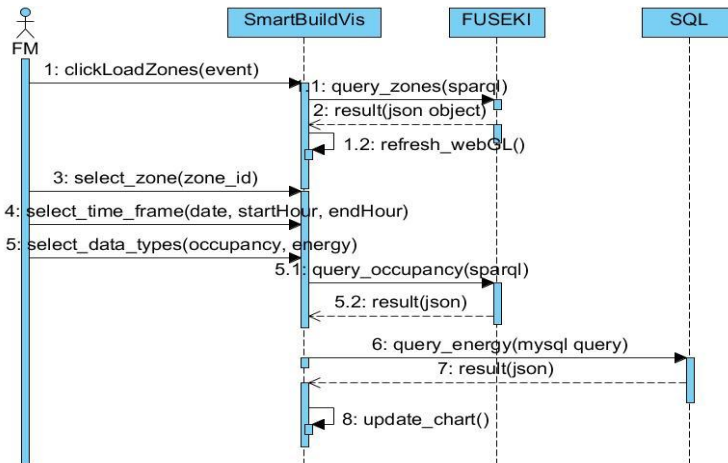 SmartBuildVis
FUSEKI
SQL
FM
1: clickLoadZones(event)
1.1: query_zones(sparql)
2: result(json object)
1.2: refresh_webGL()
3: select_zone(zone_id)
4: select_time_frame(date, startHour, endHour)
5: select_data_types(occupancy, energy)
5.1: query_occupancy(sparql)
5.2: result(json)
6: query_energy(mysql query)
7: result(json)
8: update_chart()